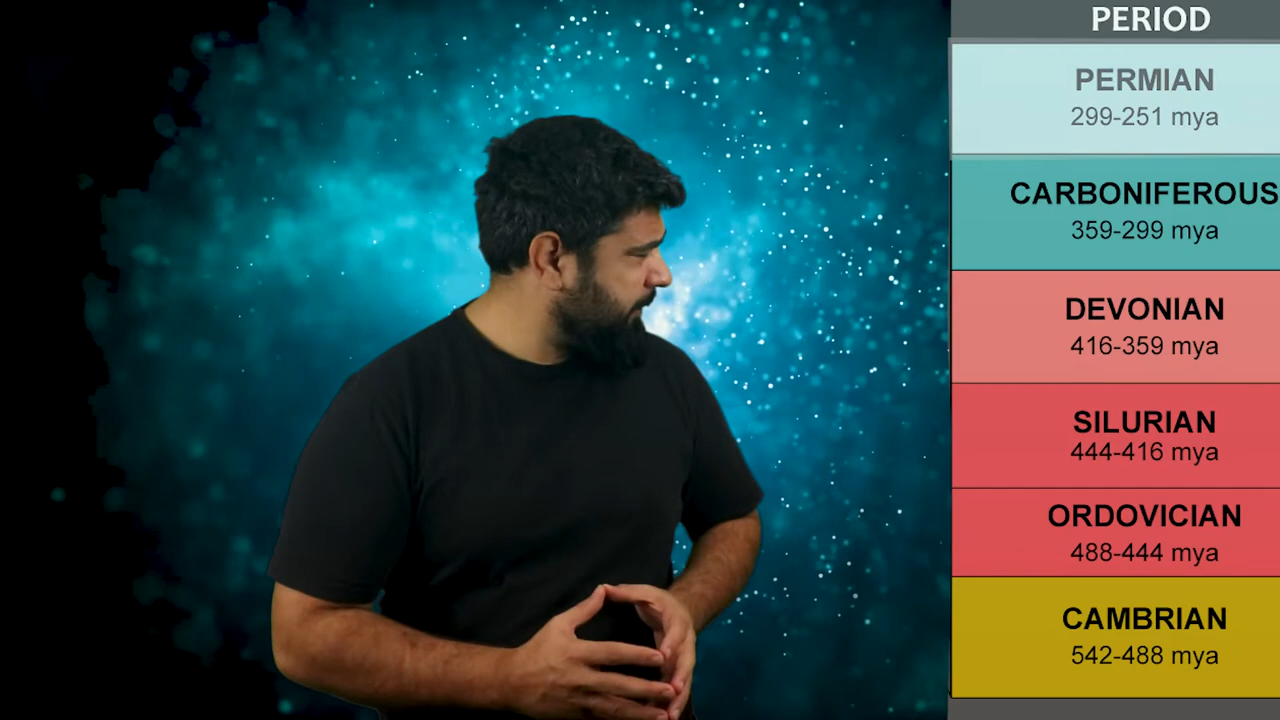 PERIOD
PERMIAN
299-251 mya
CARBONIFEROUS
359-299 mya
DEVONIAN
416-359 mya
SILURIAN
444-416 mya
ORDOVICIAN
488-444 mya
CAMBRIAN
542-488 mya